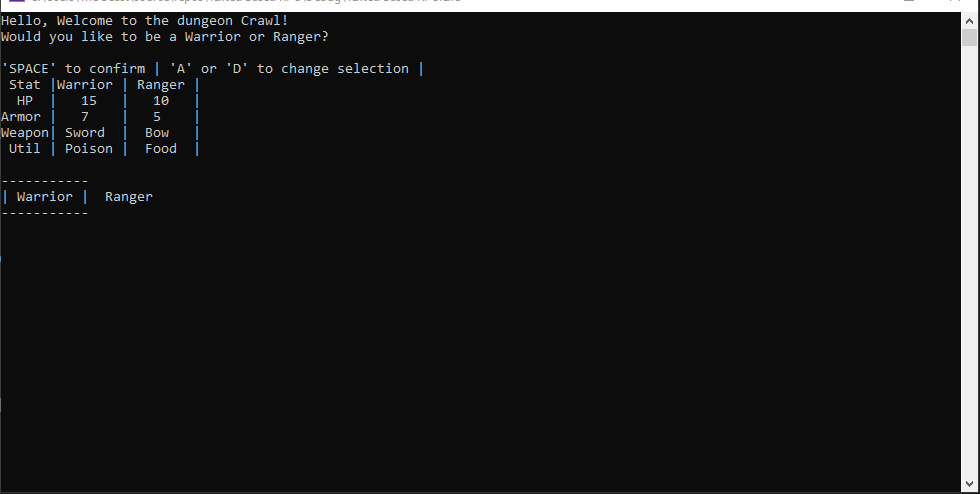 Hello, Welcome to the dungeon Crawl!
Would you like to be a Warrior or Ranger?
'SPACE' to confirm | 'A' or 'D' to change selection |
Stat |Warrior | Ranger |
HP | 15 | 10 |
Armor | 7 | 5 |
Weapon| Sword | Bow |
Util | Poison | Food |
-----------
| Warrior | Ranger
-----------